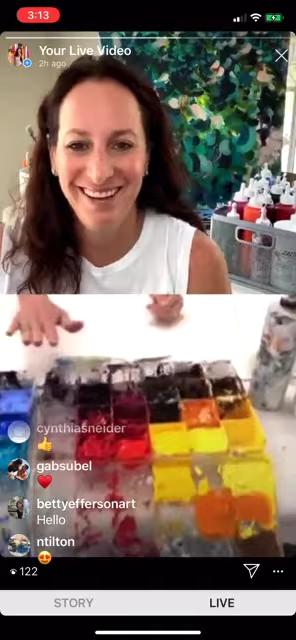 3:13
Your Live Video
2h ago
cynthiasneider
gabsubel
bettyeffersonart
Hello
ntilton
122
STORY LIVE